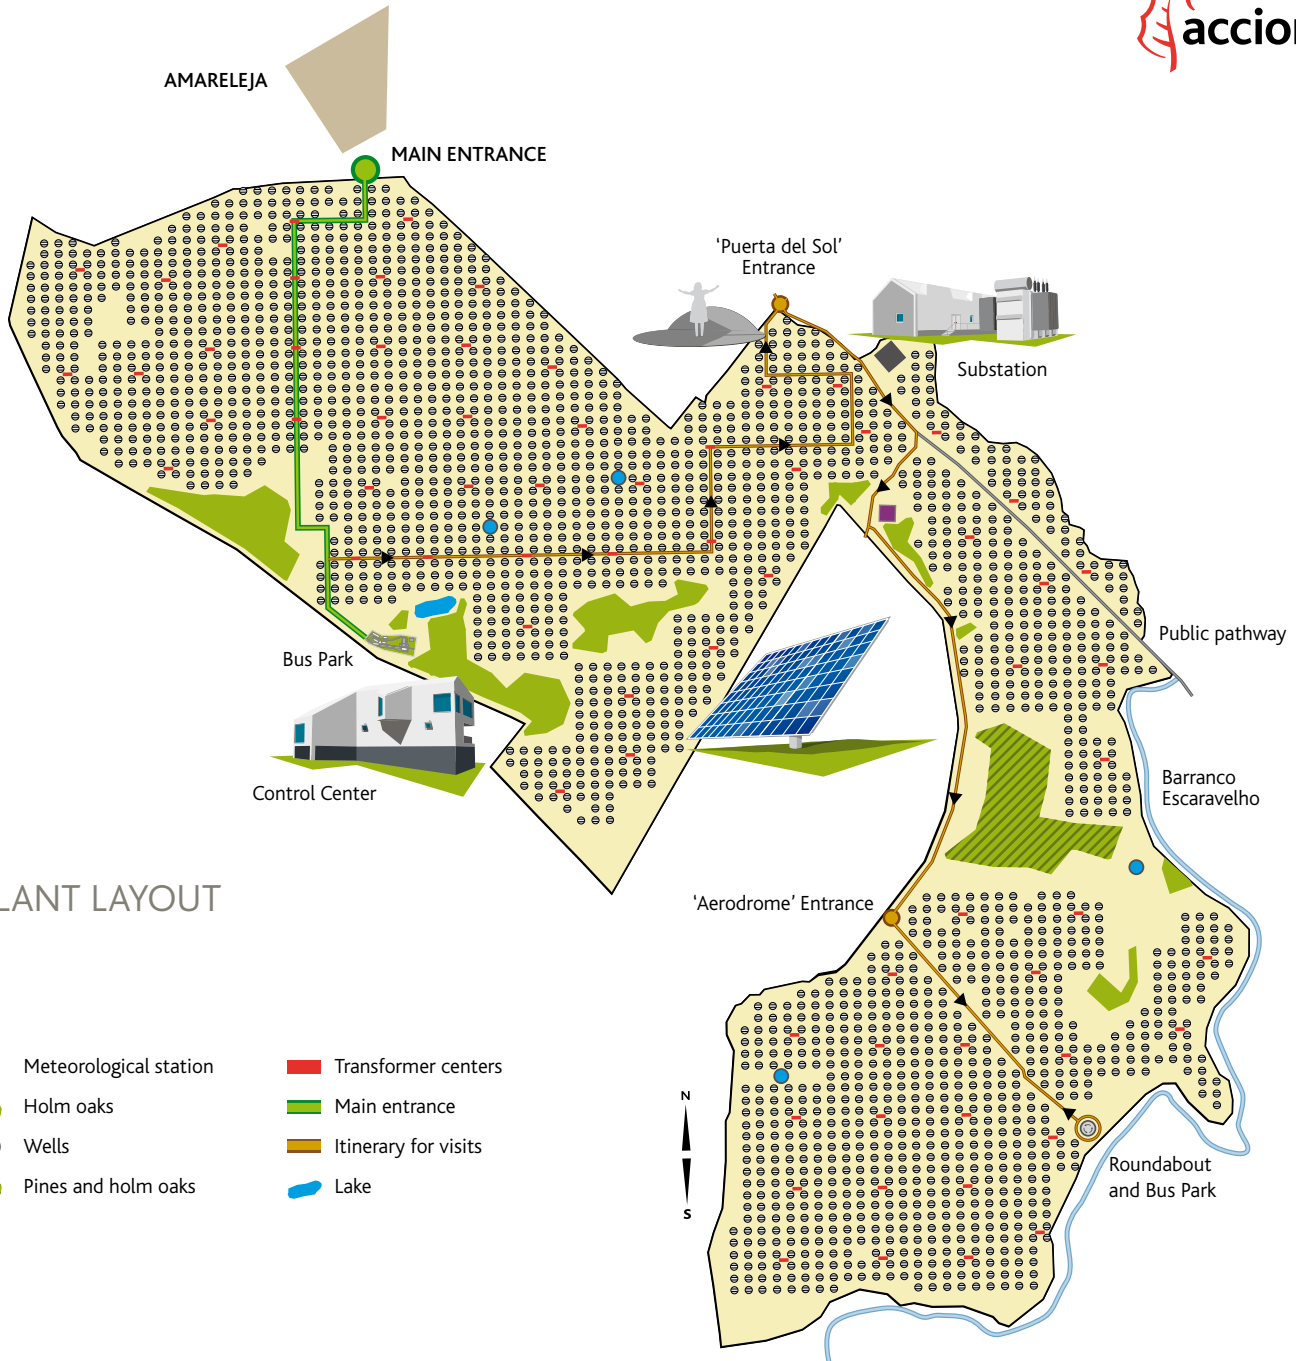 accion
AMARELEJA
MAIN ENTRANCE
'Puerta del Sol'
Entrance
Substation
Bus Park
Public pathway
Control Center
Barranco
Escaravelho
LANT LAYOUT
'Aerodrome' Entrance
Meteorological station
Holm oaks
Wells
Pines and holm oaks
Transformer centers
Main entrance
Itinerary for visits
Lake
N
S
Roundabout
and Bus Park